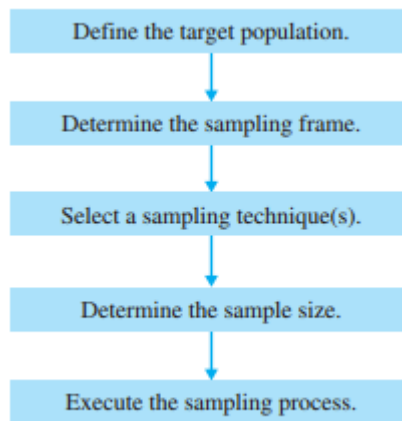 Define the target population.
Determine the sampling frame.
Select a sampling technique(s).
Determine the sample size.
Execute the sampling process.